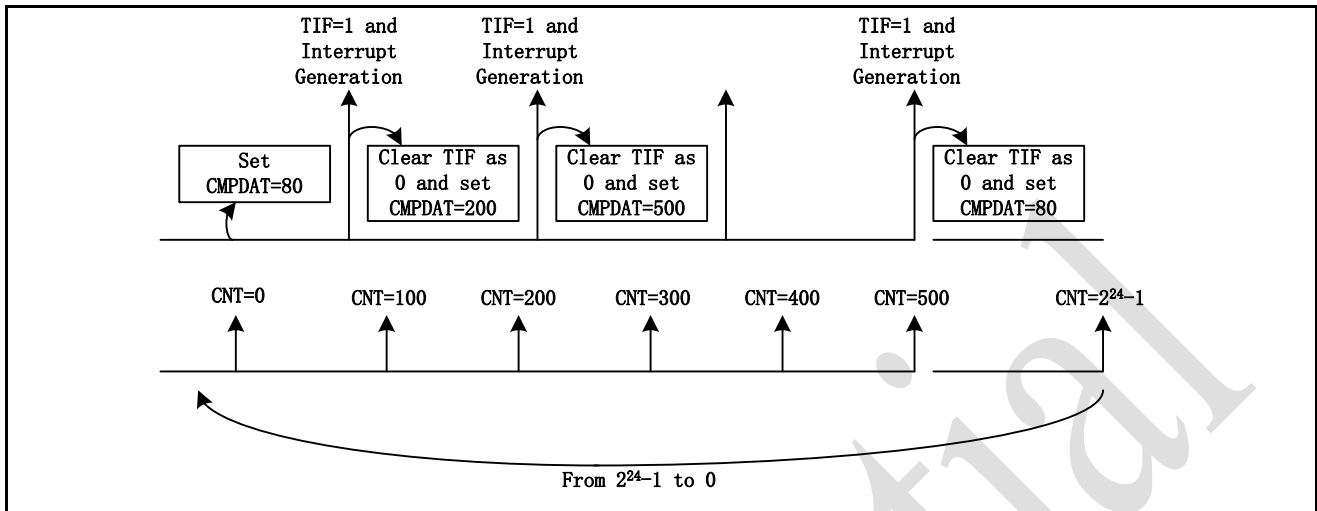 TIF=1 and
Interrupt
Generation
TIF=1 and
Interrupt
Generation
TIF=1 and
Interrupt
Generation
Set
CMPDAT=80
Clear TIF as
0 and set
CMPDAT=200
Clear TIF as
0 and set
CMPDAT=500
Clear TIF as
0 and set
CMPDAT=80
CNT=0
CNT=100
CNT=200
CNT=300
CNT=400
CNT=500
CNT=2²⁴-1
From 2²⁴-1 to 0
tial